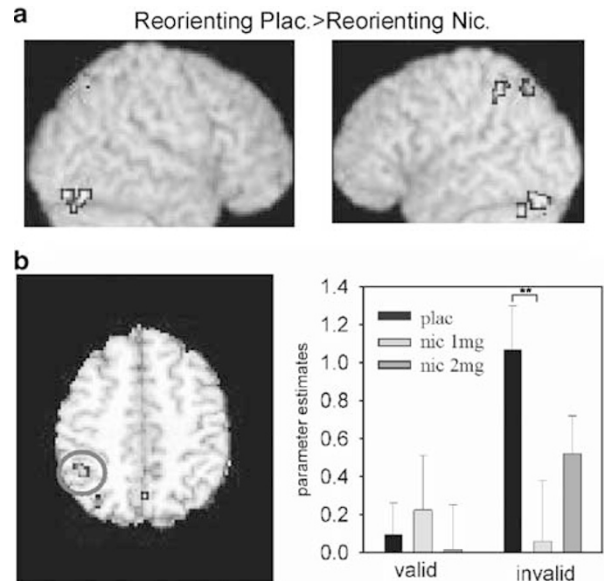 a
Reorienting Plac.>Reorienting Nic.
b
1.4
1.2
1.0
0.8
0.6
0.4
0.2
0.0
parameter estimates
plac
nic 1mg
nic 2mg
**
valid
invalid